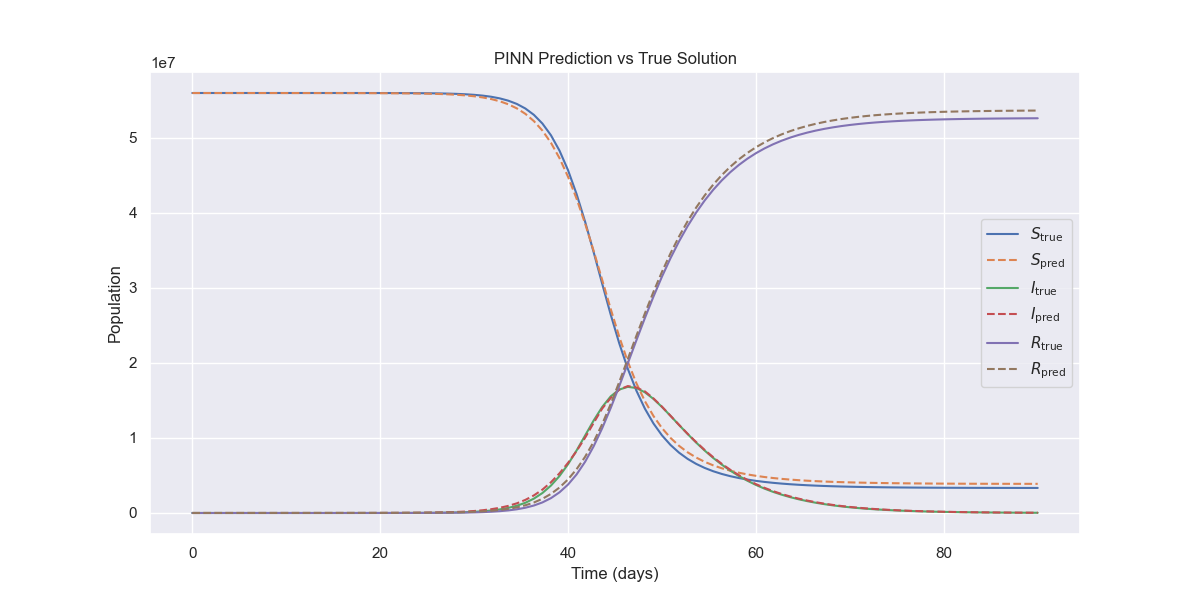 PINN Prediction vs True Solution
1e7
5
4
3
2
1
0
Population
0 20 40 60 80
Time (days)
S_true
S_pred
I_true
I_pred
R_true
R_pred